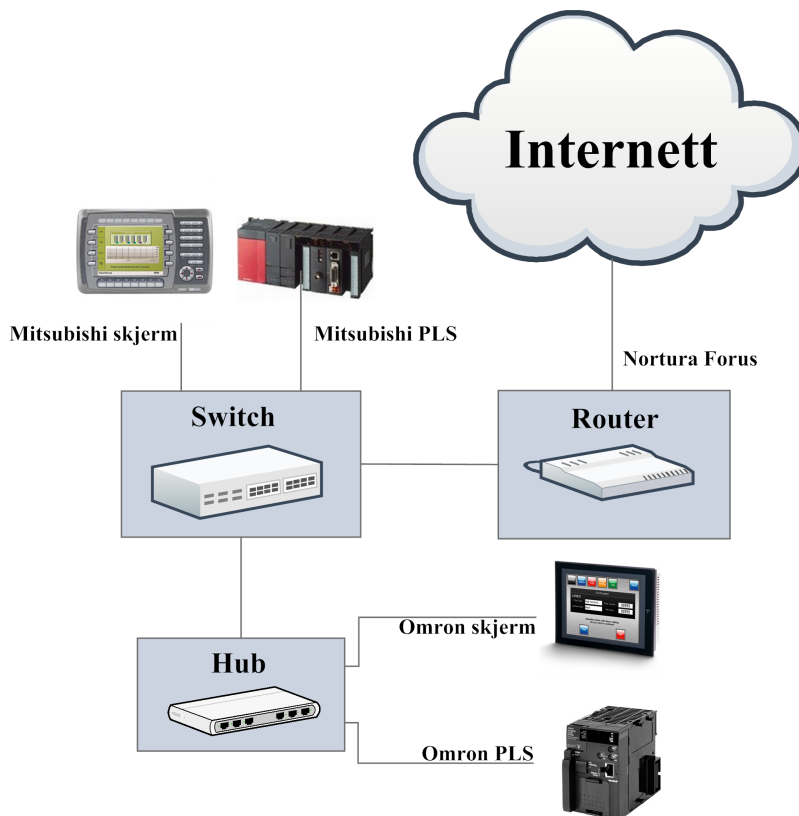 Internett
Mitsubishi skjerm
Mitsubishi PLS
Nortura Forus
Switch
Router
Omron skjerm
Hub
Omron PLS